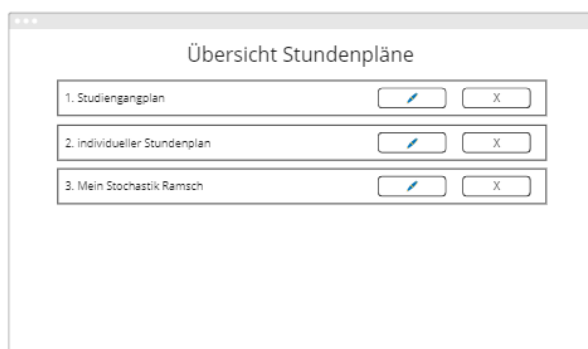 Übersicht Stundenpläne
1. Studiengangplan X
2. individueller Stundenplan X
3. Mein Stochastik Ramsch X